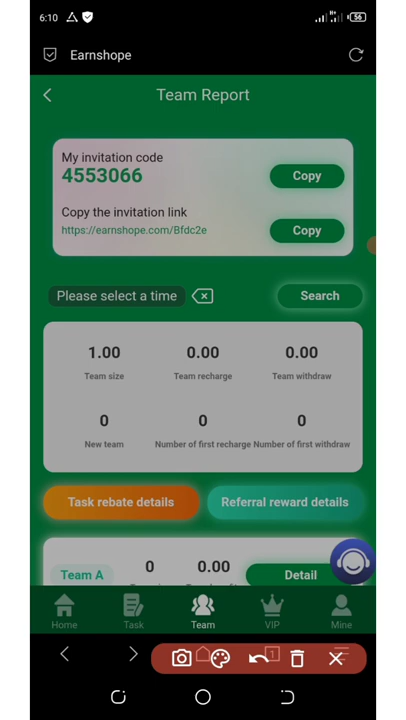 6:10
56
Earnshope
Team Report
My invitation code
4553066
Copy
Copy the invitation link
https://earnshope.com/Bfdc2e
Copy
Please select a time
Search
1.00 0.00 0.00
Team size Team recharge Team withdraw
0 0 0
New team Number of first recharge Number of first withdraw
Task rebate details Referral reward details
0 0.00
Team A Detail
Home Task Team VIP Mine
1